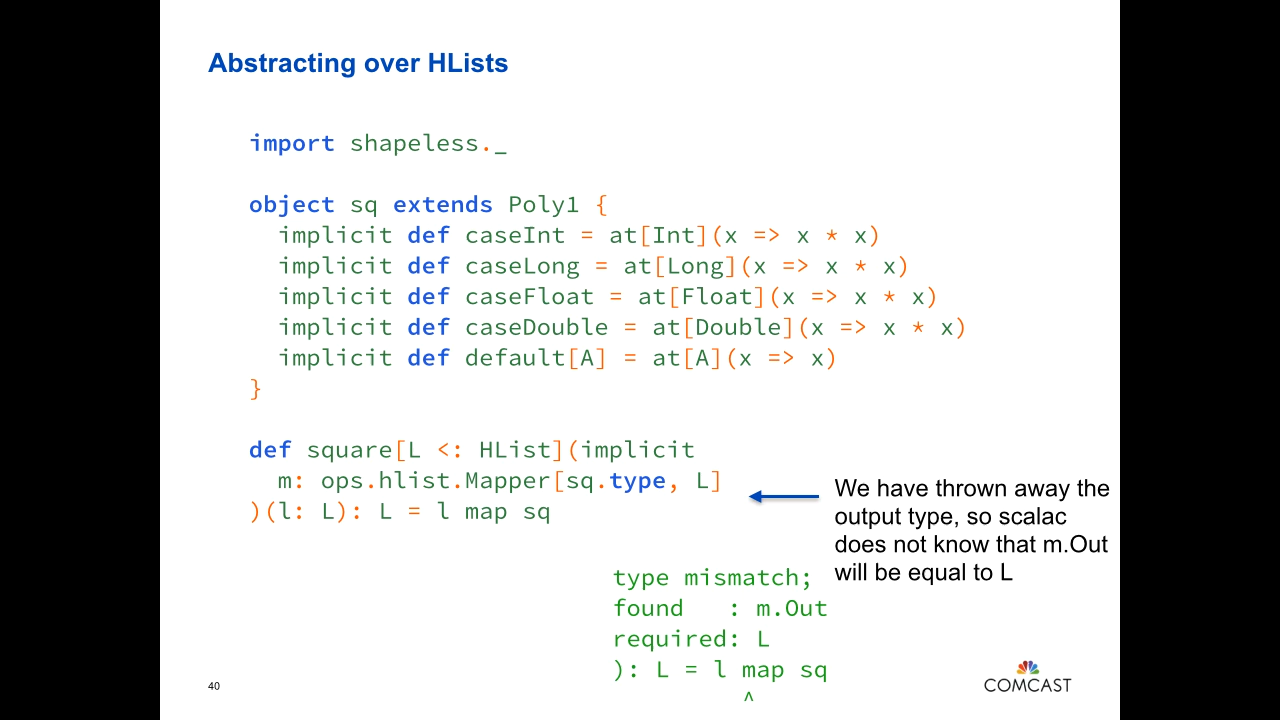 Abstracting over HLists
import shapeless._
object sq extends Poly1 {
  implicit def caseInt = at[Int](x => x * x)
  implicit def caseLong = at[Long](x => x * x)
  implicit def caseFloat = at[Float](x => x * x)
  implicit def caseDouble = at[Double](x => x * x)
  implicit def default[A] = at[A](x => x)
}
def square[L <: HList](implicit
  m: ops.hlist.Mapper[sq.type, L]
)(l: L): L = l map sq
We have thrown away the
output type, so scalac
does not know that m.Out
will be equal to L
type mismatch;
found   : m.Out
required: L
): L = l map sq
^
40
COMCAST